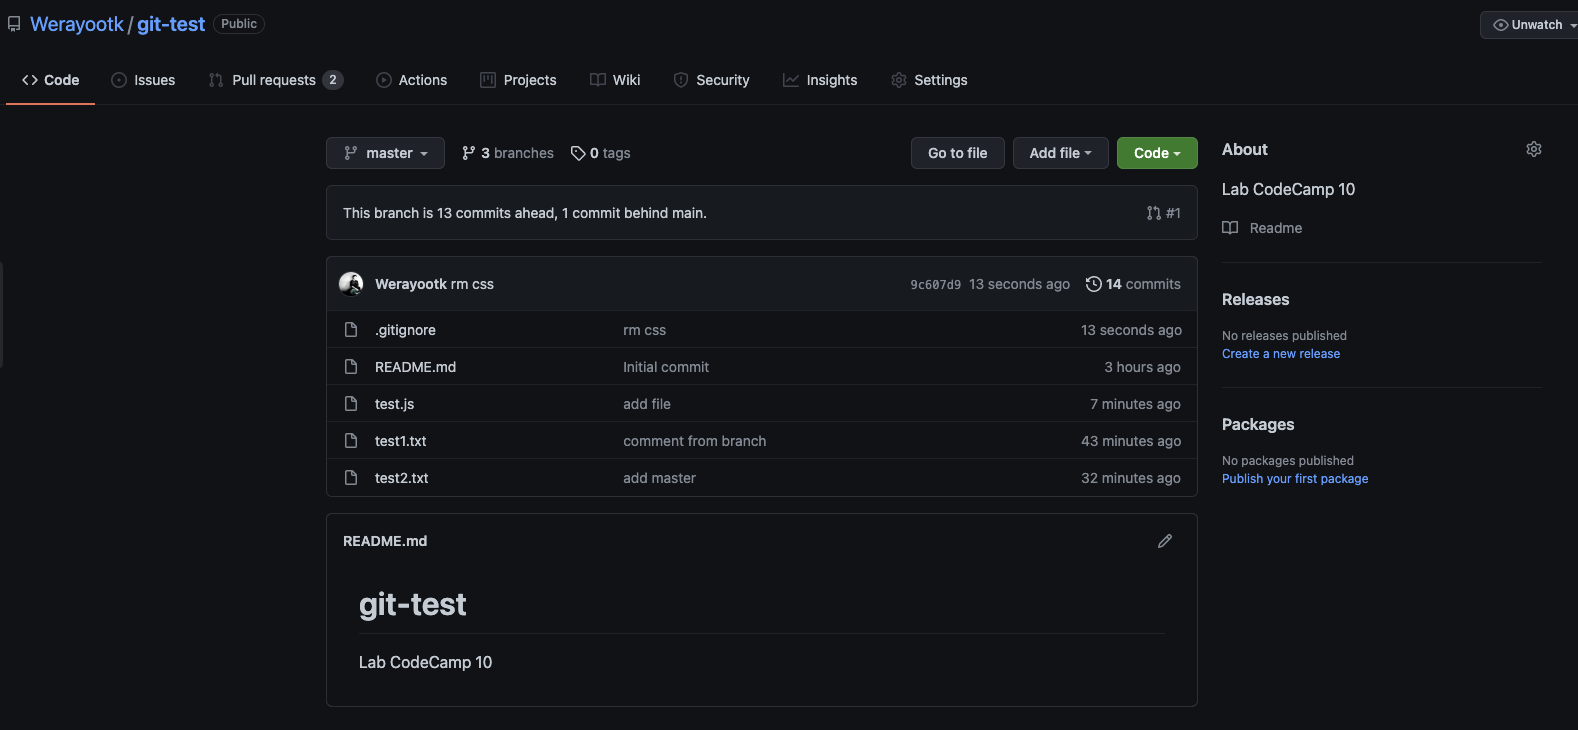 Werayootk / git-test Public
Unwatch
Code Issues Pull requests 2 Actions Projects Wiki Security Insights Settings
master 3 branches 0 tags Go to file Add file Code
This branch is 13 commits ahead, 1 commit behind main. #1
Werayootk rm css 9c607d9 13 seconds ago 14 commits
.gitignore rm css 13 seconds ago
README.md Initial commit 3 hours ago
test.js add file 7 minutes ago
test1.txt comment from branch 43 minutes ago
test2.txt add master 32 minutes ago
README.md
git-test
Lab CodeCamp 10
About
Lab CodeCamp 10
Readme
Releases
No releases published
Create a new release
Packages
No packages published
Publish your first package